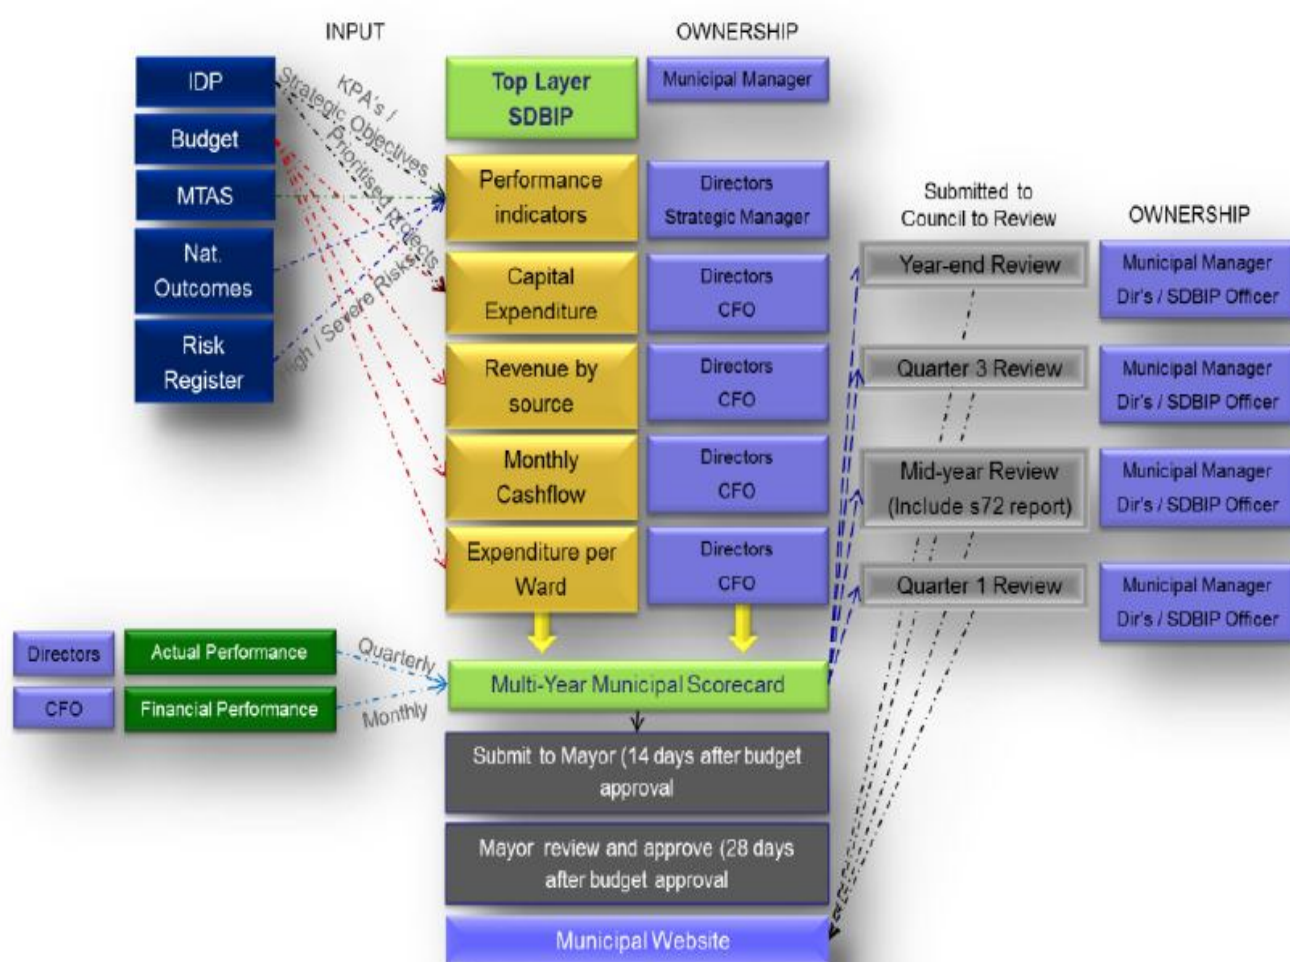 INPUT
OWNERSHIP
IDP
Budget
MTAS
Nat.
Outcomes
Risk
Register
KPA's /
Strategic Objectives
Prioritised projects
High / Severe Risks
Top Layer
SDBIP
Municipal Manager
Performance
indicators
Directors
Strategic Manager
Capital
Expenditure
Directors
CFO
Revenue by
source
Directors
CFO
Monthly
Cashflow
Directors
CFO
Expenditure per
Ward
Directors
CFO
Submitted to
Council to Review
OWNERSHIP
Year-end Review
Municipal Manager
Dir's / SDBIP Officer
Quarter 3 Review
Municipal Manager
Dir's / SDBIP Officer
Mid-year Review
(Include s72 report)
Municipal Manager
Dir's / SDBIP Officer
Quarter 1 Review
Municipal Manager
Dir's / SDBIP Officer
Directors
Actual Performance
Quarterly
CFO
Financial Performance
Monthly
Multi-Year Municipal Scorecard
Submit to Mayor (14 days after budget
approval
Mayor review and approve (28 days
after budget approval
Municipal Website